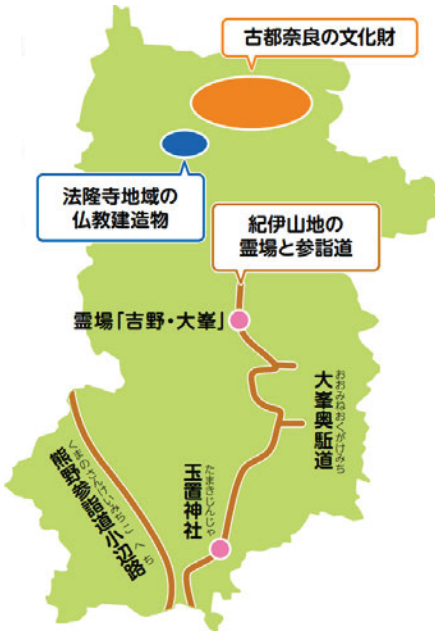 古都奈良の文化財
法隆寺地域の
仏教建造物
紀伊山地の
霊場と参詣道
霊場「吉野・大峯」
おおみねおくがけみち
大峯奥駈道
たまきじんじゃ
玉置神社
くまのさんけいみちこへち
熊野参詣道小辺路